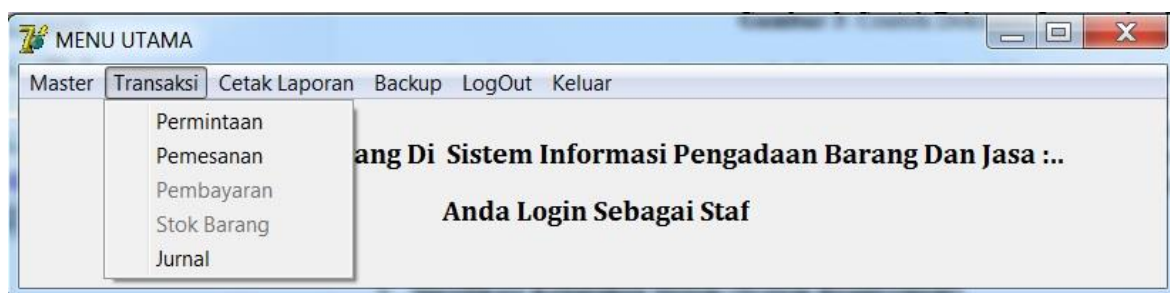 MENU UTAMA
Master Transaksi Cetak Laporan Backup LogOut Keluar
Permintaan
Pemesanan
Pembayaran
Stok Barang
Jurnal
ang Di Sistem Informasi Pengadaan Barang Dan Jasa :..
Anda Login Sebagai Staf